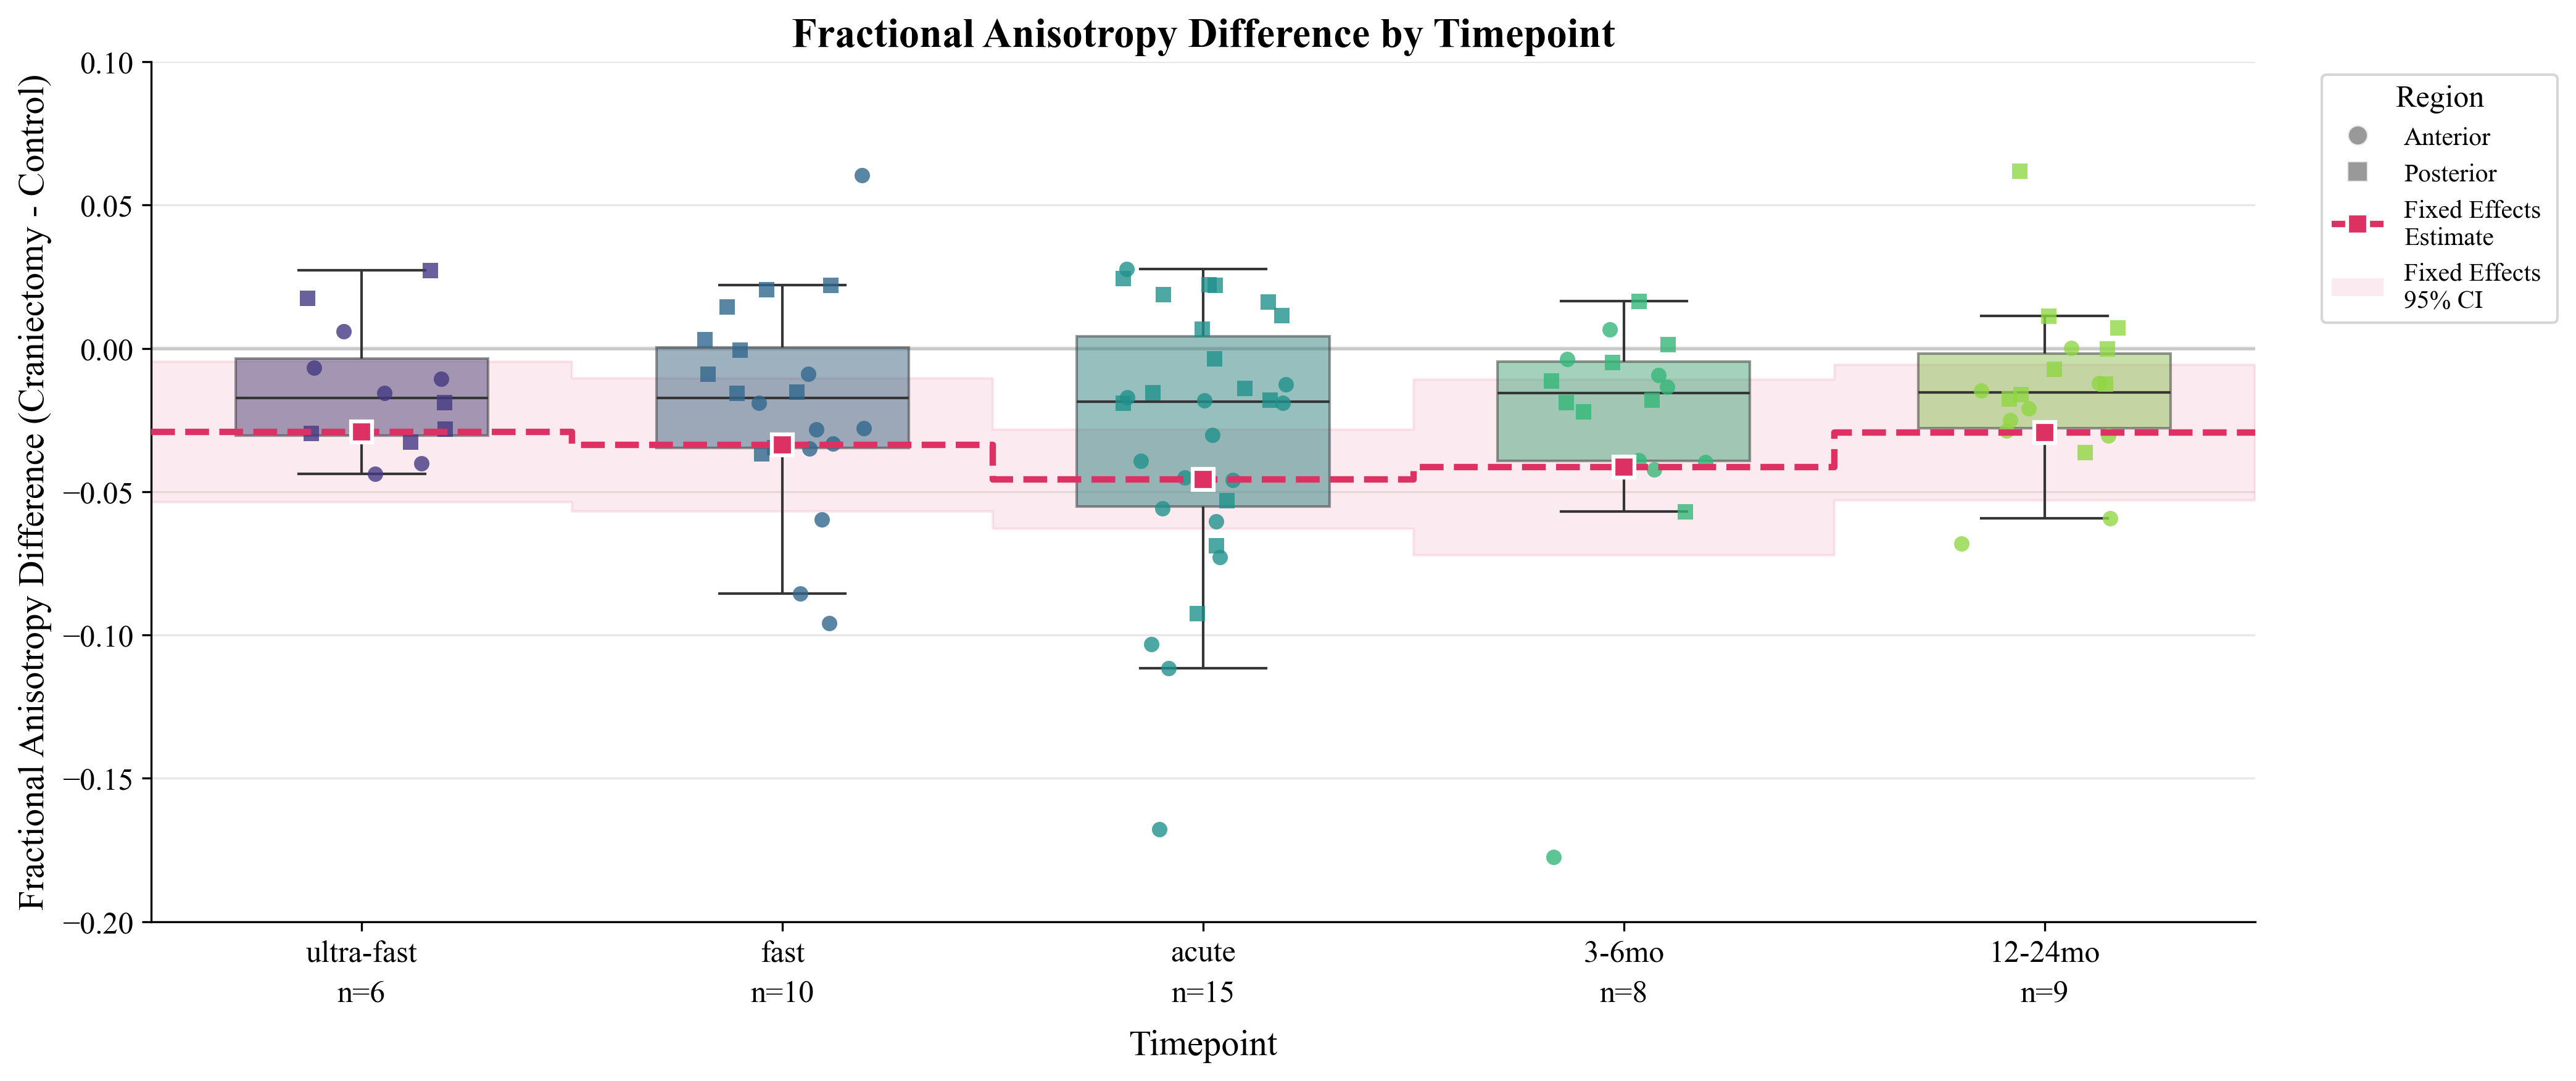 Fractional Anisotropy Difference by Timepoint
Fractional Anisotropy Difference (Craniectomy - Control)
0.10
0.05
0.00
−0.05
−0.10
−0.15
−0.20
ultra-fast
n=6
fast
n=10
acute
n=15
3-6mo
n=8
12-24mo
n=9
Timepoint
Region
Anterior
Posterior
Fixed Effects
Estimate
Fixed Effects
95% CI